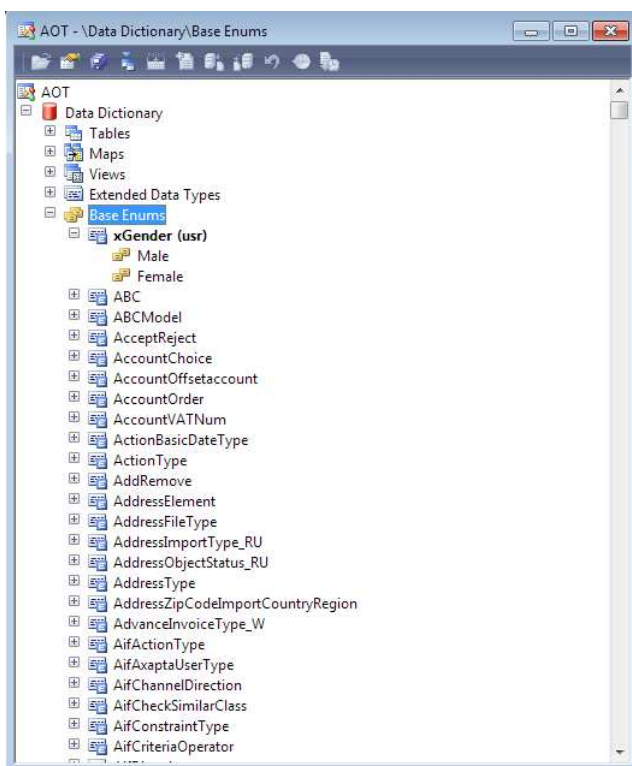 AOT - \Data Dictionary\Base Enums
AOT
Data Dictionary
Tables
Maps
Views
Extended Data Types
Base Enums
xGender (usr)
Male
Female
ABC
ABCModel
AcceptReject
AccountChoice
AccountOffsetaccount
AccountOrder
AccountVATNum
ActionBasicDateType
ActionType
AddRemove
AddressElement
AddressFileType
AddressImportType_RU
AddressObjectStatus_RU
AddressType
AddressZipCodeImportCountryRegion
AdvanceInvoiceType_W
AifActionType
AifAxaptaUserType
AifChannelDirection
AifCheckSimilarClass
AifConstraintType
AifCriteriaOperator